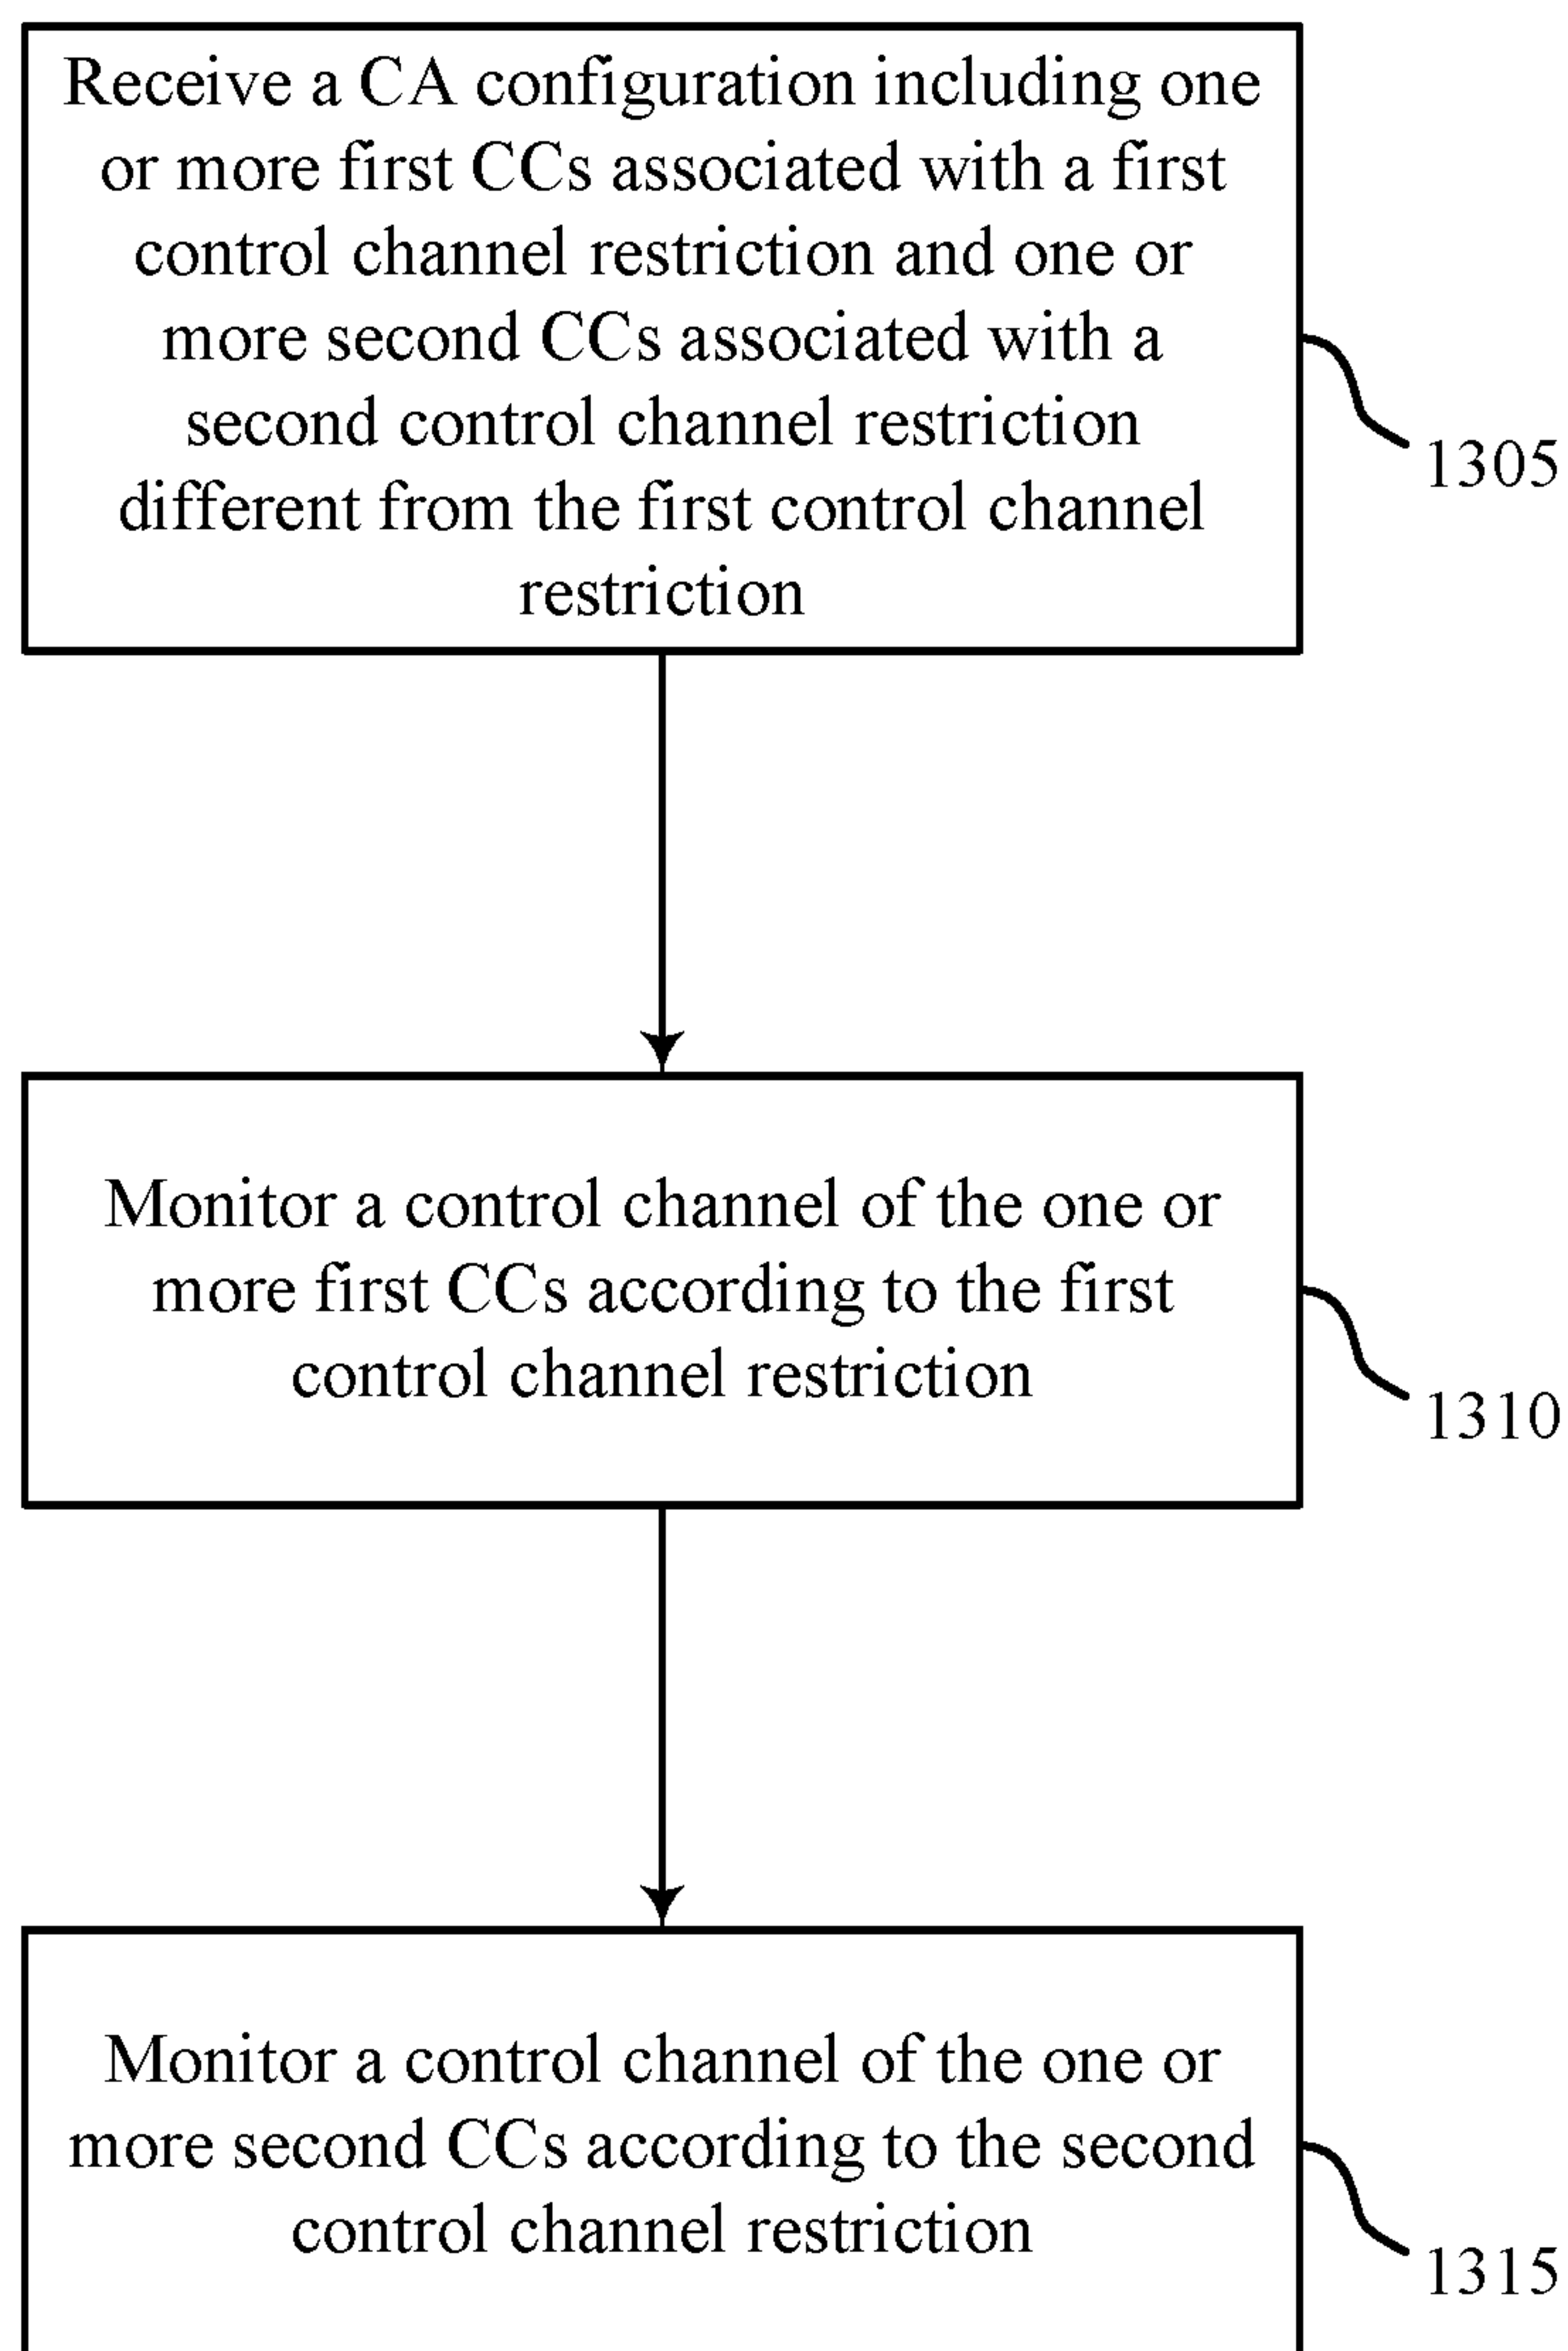 Receive a CA configuration including one
or more first CCs associated with a first
control channel restriction and one or
more second CCs associated with a
second control channel restriction
different from the first control channel
restriction
1305
Monitor a control channel of the one or
more first CCs according to the first
control channel restriction
1310
Monitor a control channel of the one or
more second CCs according to the second
control channel restriction
1315